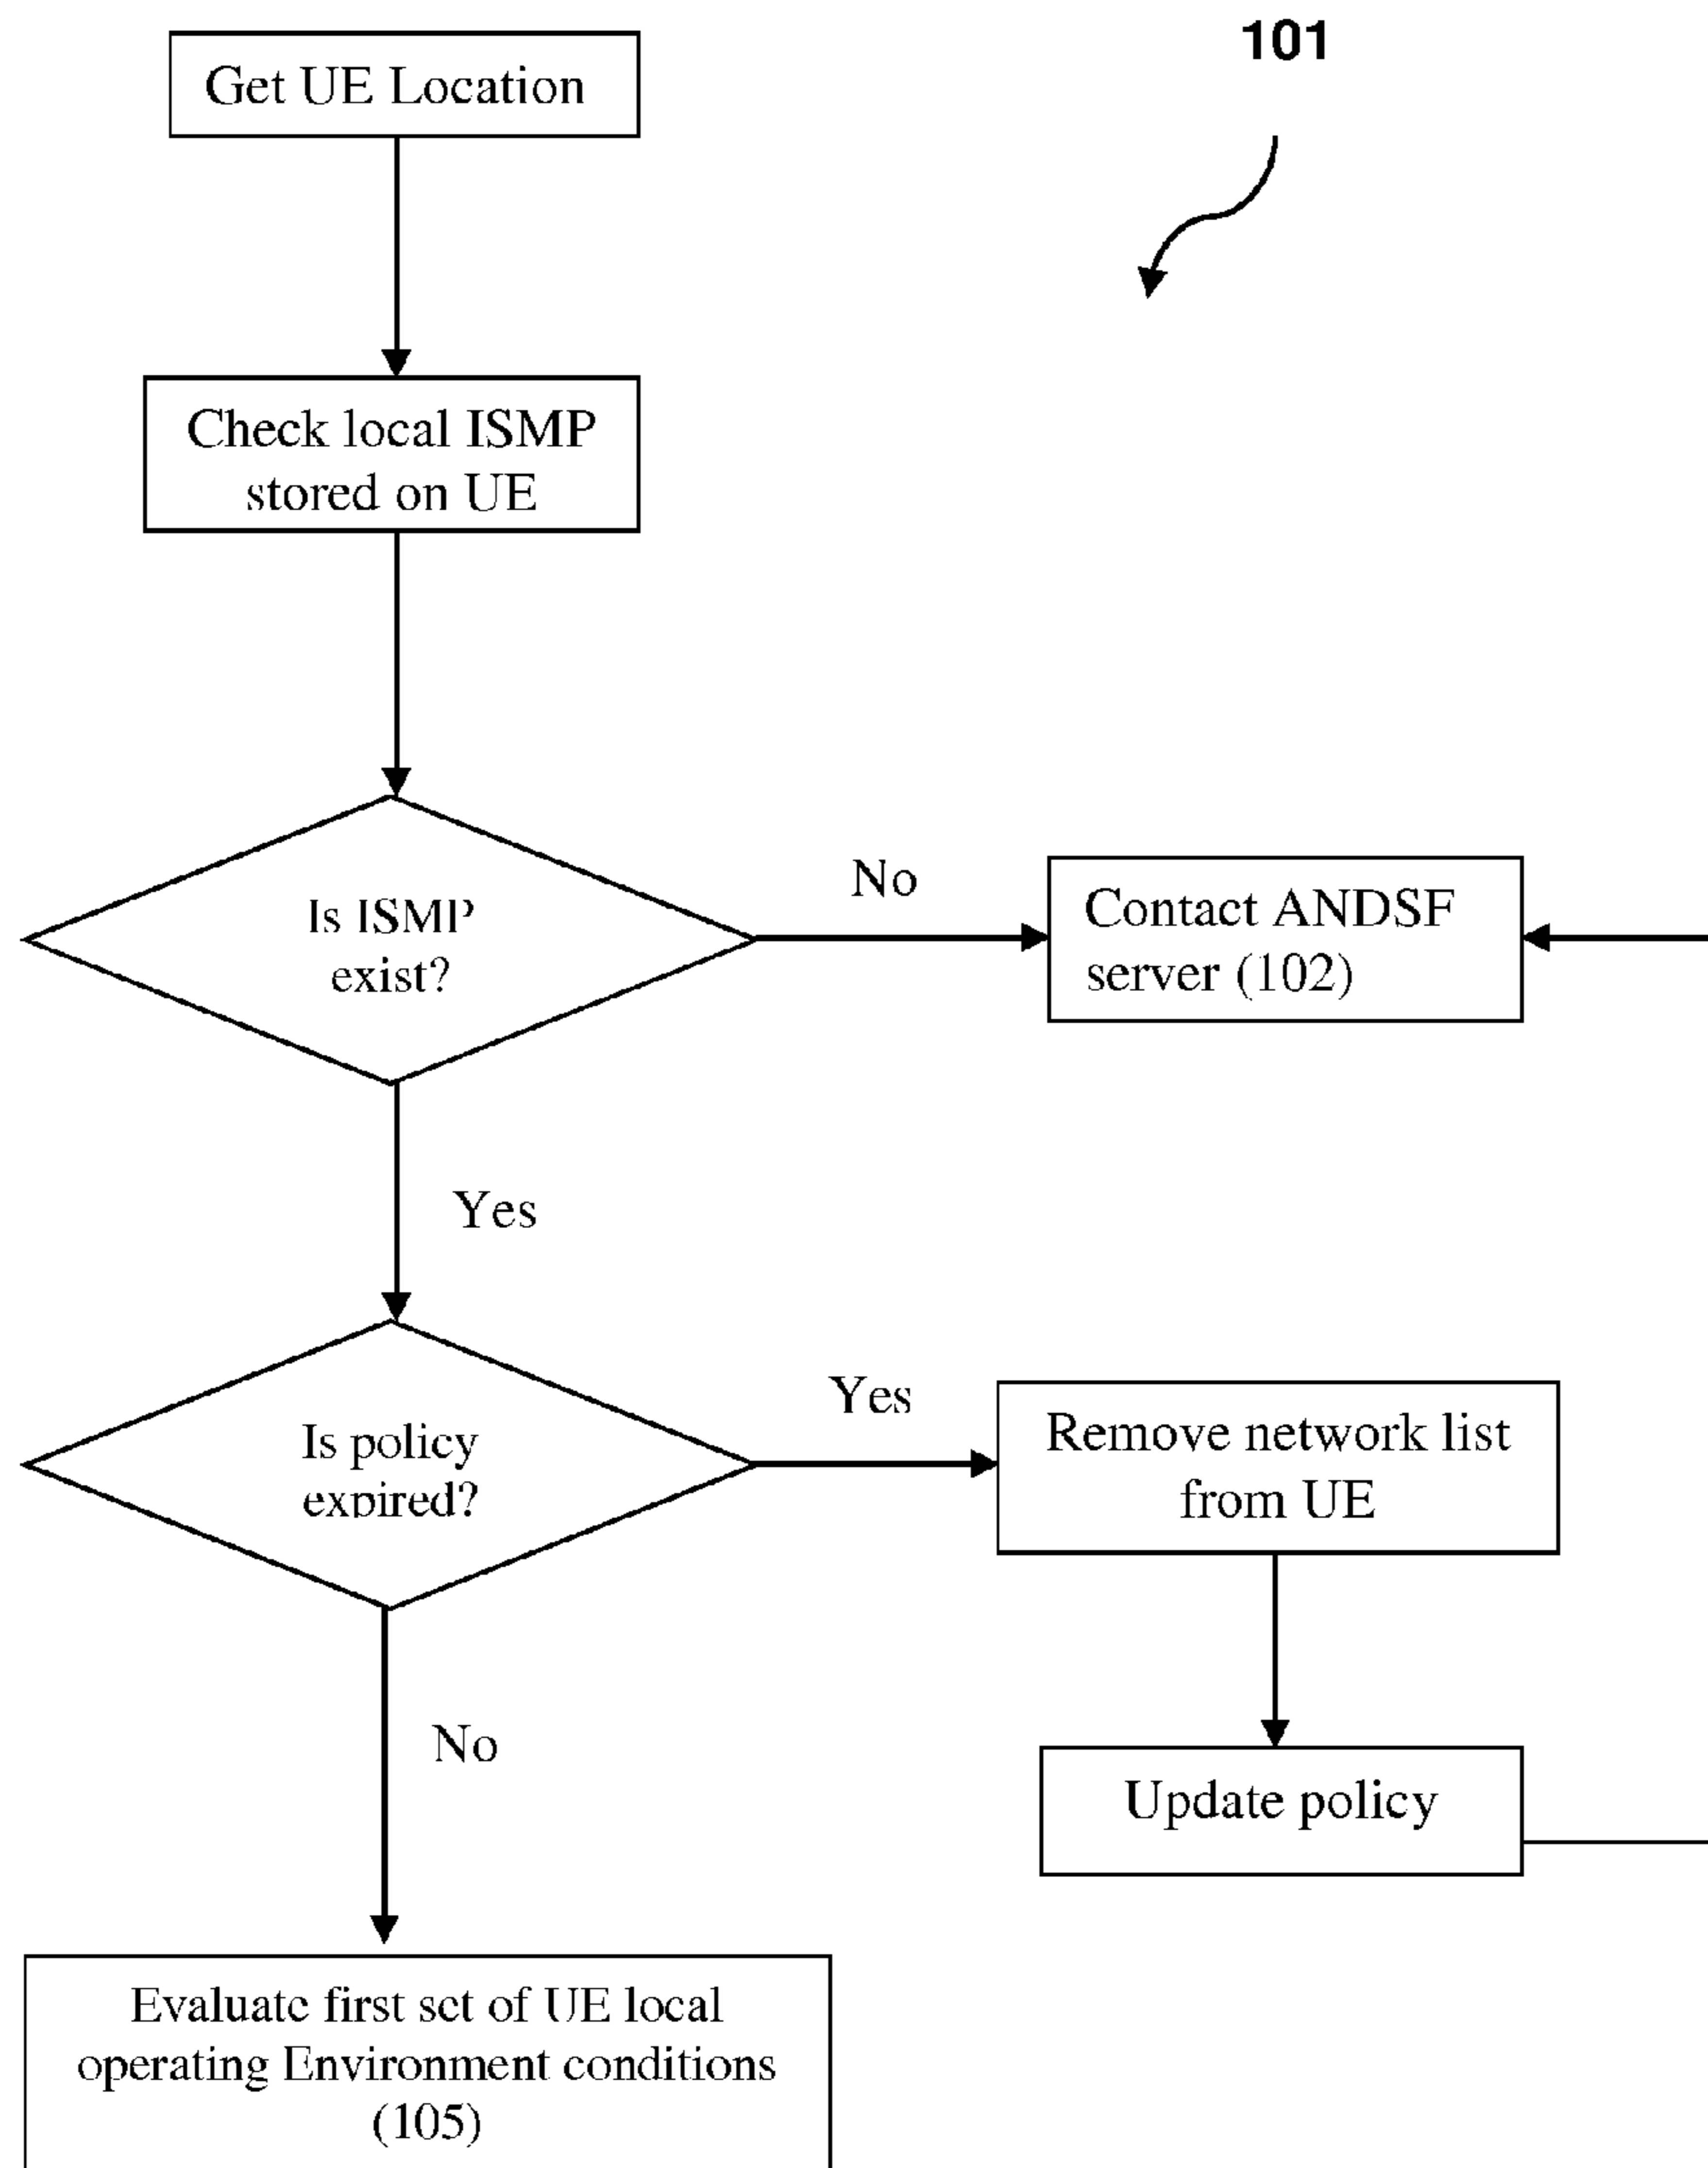 101
Get UE Location
Check local ISMP
stored on UE
Is ISMP
exist?
No
Contact ANDSF
server (102)
Yes
Is policy
expired?
Yes
Remove network list
from UE
No
Update policy
Evaluate first set of UE local
operating Environment conditions
(105)